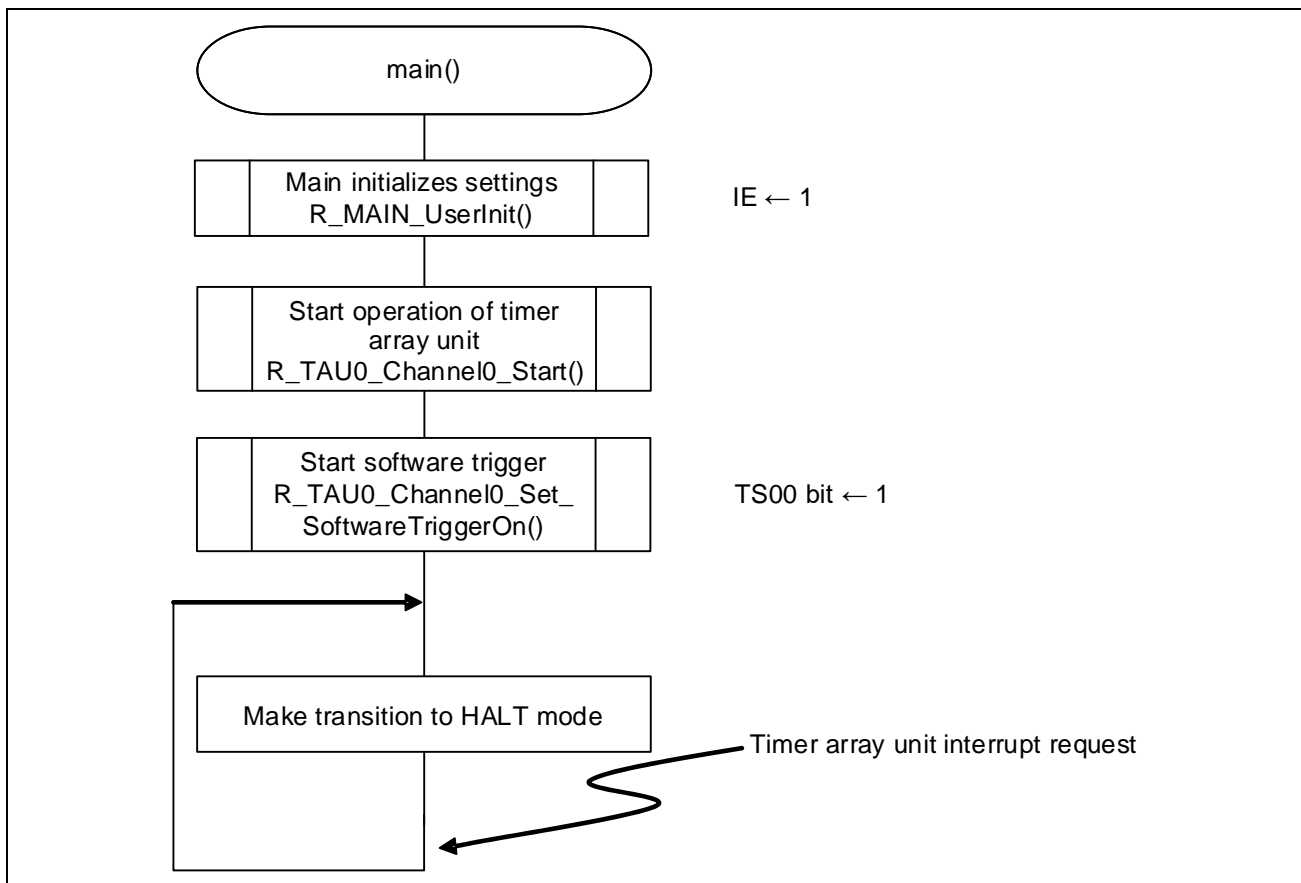 main()
Main initializes settings
R_MAIN_UserInit()
IE ← 1
Start operation of timer
array unit
R_TAU0_Channel0_Start()
Start software trigger
R_TAU0_Channel0_Set_
SoftwareTriggerOn()
TS00 bit ← 1
Make transition to HALT mode
Timer array unit interrupt request